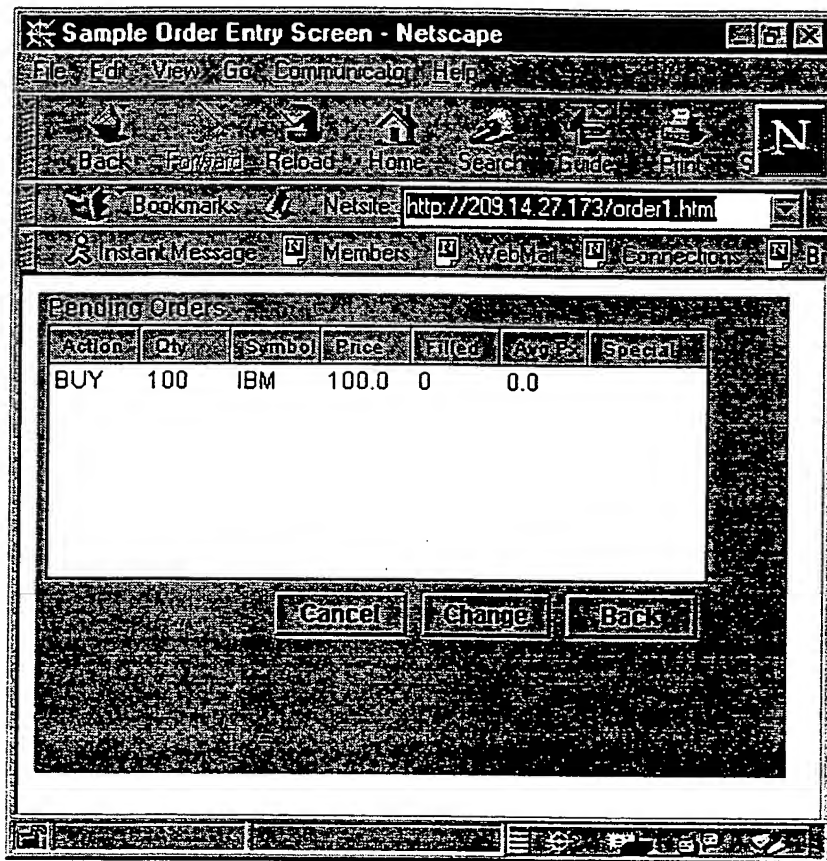 Sample Order Entry Screen - Netscape
File Edit View Go Communicator Help
Back Forward Reload Home Search Guide Print S N
Bookmarks Netsite: http://209.14.27.173/order1.htm
Instant Message Members WebMail Connections Br
Pending Orders
Action Qty Symbol Price Filled Avg Px Special
BUY 100 IBM 100.0 0 0.0
Cancel Change Back